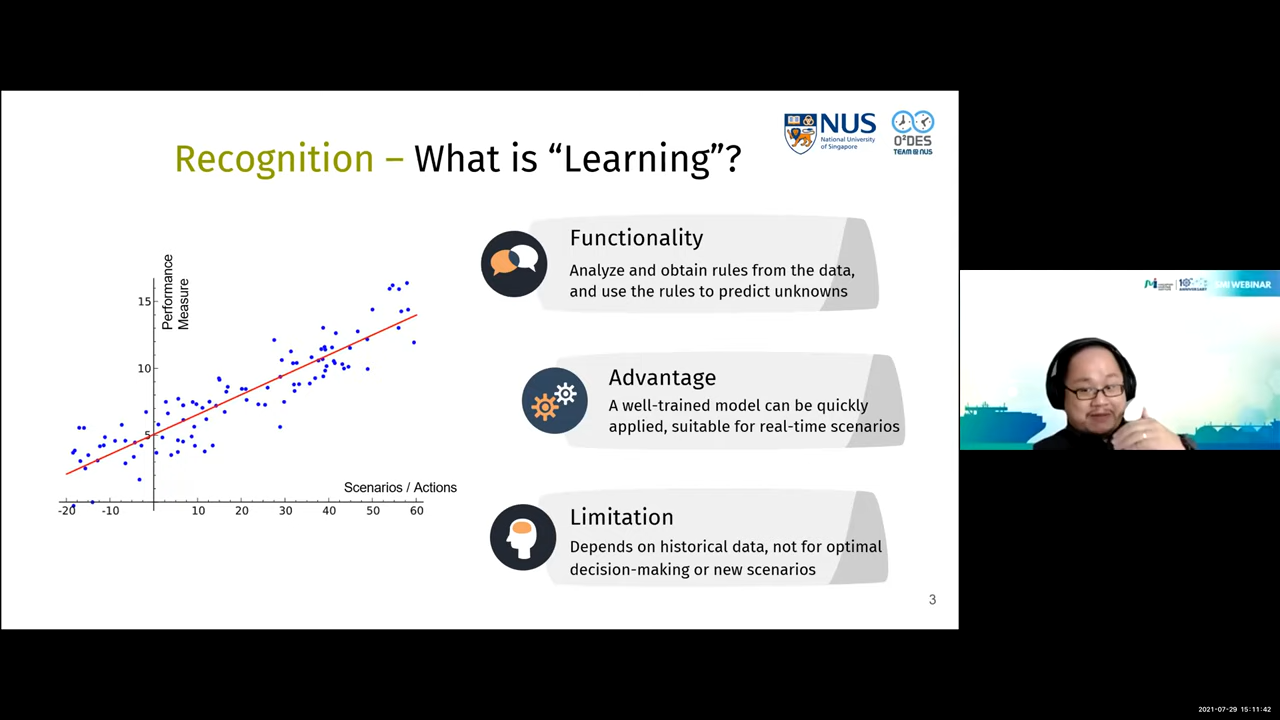 Recognition – What is “Learning”?
NUS
National University
of Singapore
O²DES
TEAM @ NUS
Performance
Measure
15
10
5
Scenarios / Actions
-20
-10
10
20
30
40
50
60
Functionality
Analyze and obtain rules from the data,
and use the rules to predict unknowns
Advantage
A well-trained model can be quickly
applied, suitable for real-time scenarios
Limitation
Depends on historical data, not for optimal
decision-making or new scenarios
3
ANNIVERSARY
MI WEBINAR
2021-07-29 15:11:42